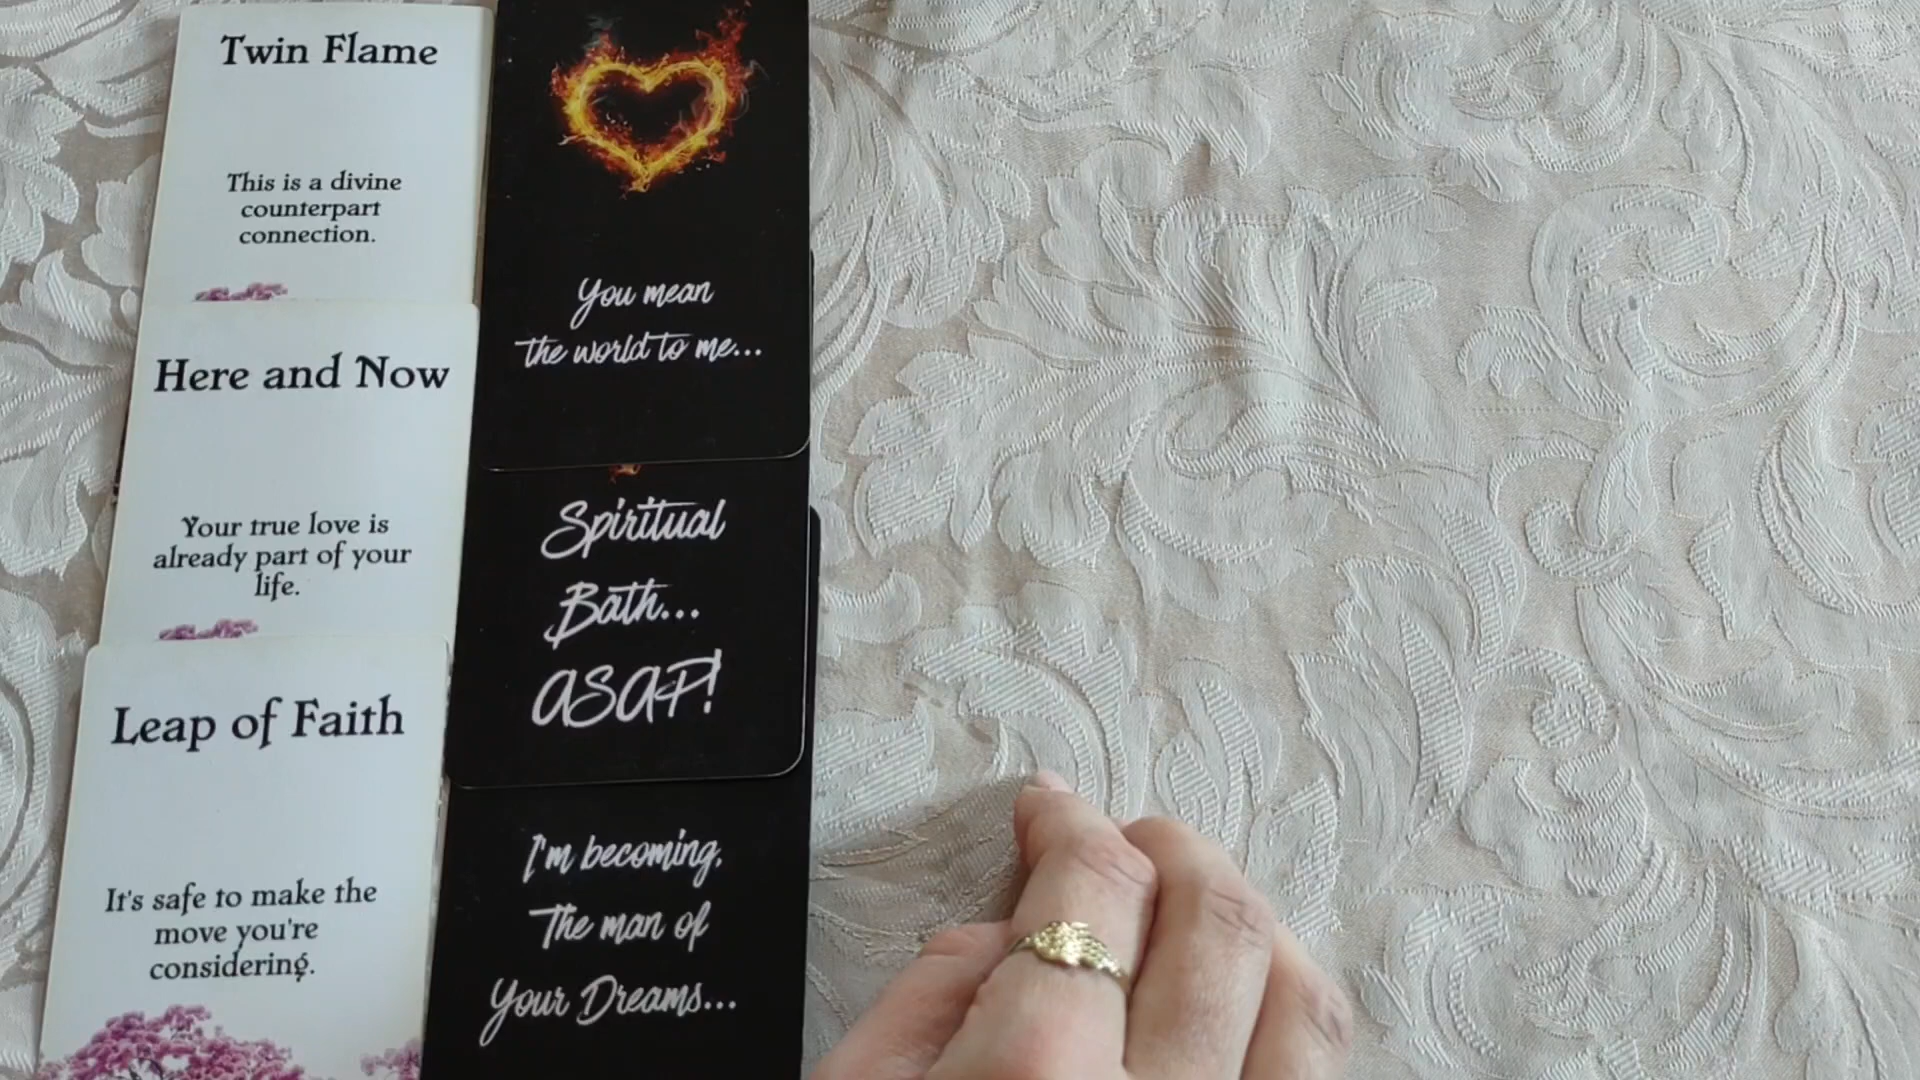 Twin Flame
This is a divine
counterpart
connection.
Here and Now
Your true love is
already part of your
life.
Leap of Faith
It's safe to make the
move you're
considering.
You mean
the world to me...
Spiritual
Bath...
ASAP!
I'm becoming,
The man of
Your Dreams...